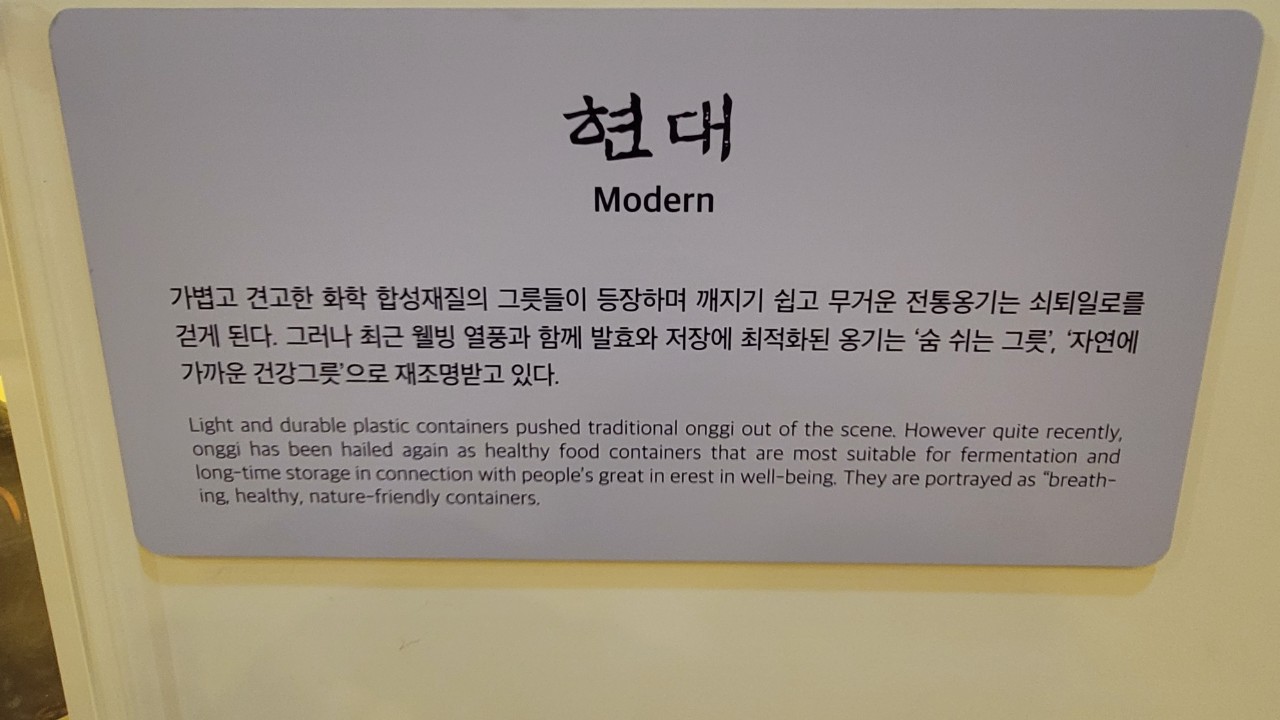 현대
Modern
가볍고 견고한 화학 합성재질의 그릇들이 등장하며 깨지기 쉽고 무거운 전통옹기는 쇠퇴일로를
걷게 된다. 그러나 최근 웰빙 열풍과 함께 발효와 저장에 최적화된 옹기는 ‘숨 쉬는 그릇’, ‘자연에
가까운 건강그릇’으로 재조명받고 있다.
Light and durable plastic containers pushed traditional onggi out of the scene. However quite recently,
onggi has been hailed again as healthy food containers that are most suitable for fermentation and
long-time storage in connection with people's great in erest in well-being. They are portrayed as “breath-
ing, healthy, nature-friendly containers.